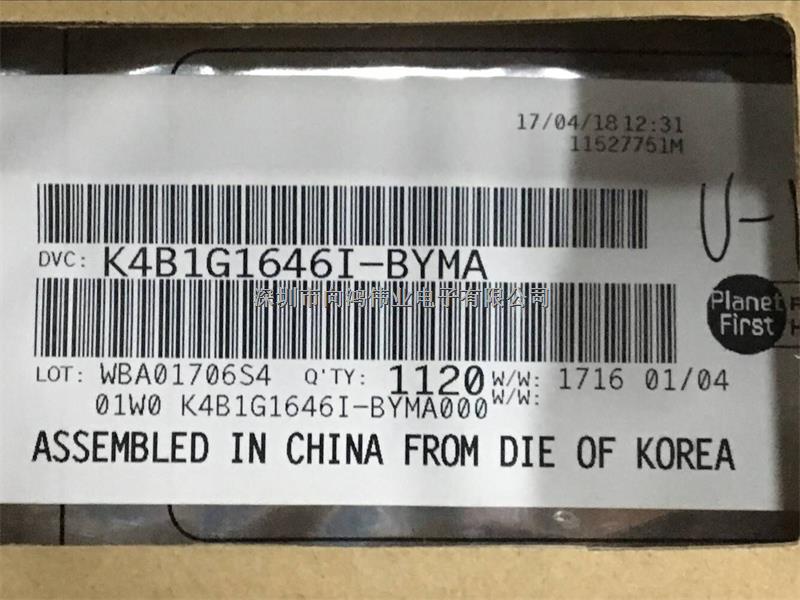 17/04/18 12:31
11527751M
U-
DVC: K4B1G1646I-BYMA
深圳市向鸿伟业电子有限公司
Planet
First
LOT: WBA01706S4 Q'TY: 1120 W/W: 1716 01/04
W/W:
01W0 K4B1G1646I-BYMA000
ASSEMBLED IN CHINA FROM DIE OF KOREA